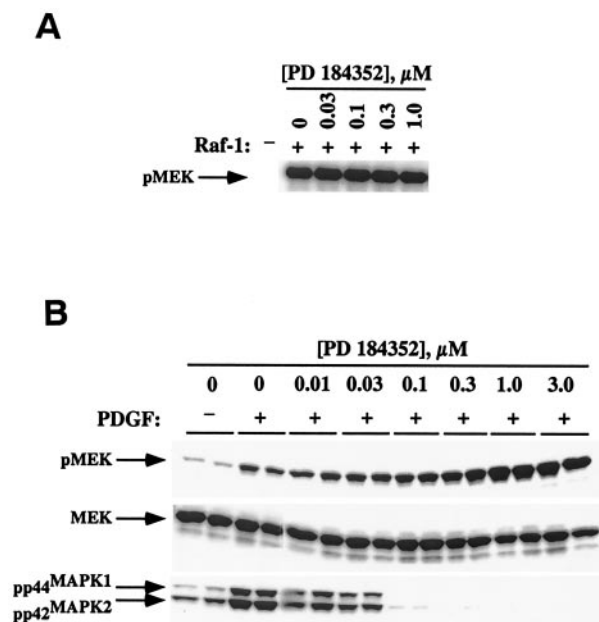 A
[PD 184352], μM
0 0.03 0.1 0.3 1.0
Raf-1: – + + + + +
pMEK
B
[PD 184352], μM
0 0 0.01 0.03 0.1 0.3 1.0 3.0
PDGF: – + + + + + + +
pMEK
MEK
pp44MAPK1
pp42MAPK2